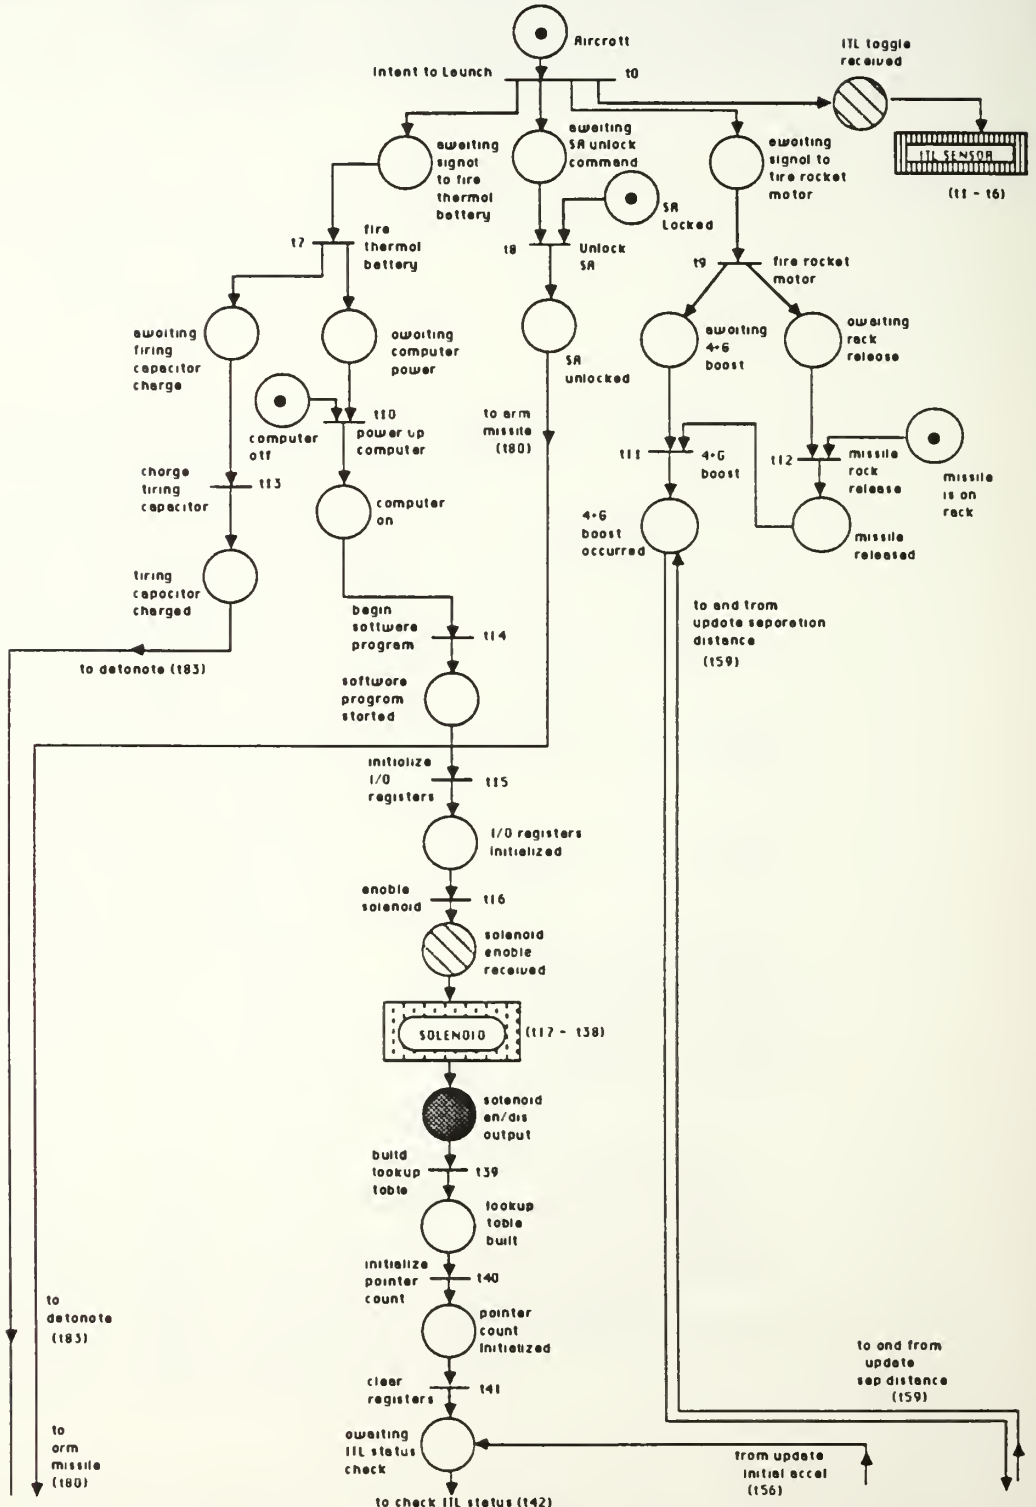 Aircraft
Intent to Launch
t0
ITL toggle
received
awaiting
signal
to fire
thermal
battery
awaiting
SA unlock
command
awaiting
signal to
fire rocket
motor
ITL SENSOR
(t1 - t6)
SA
Locked
t7
fire
thermal
battery
t8
Unlock
SA
t9
fire rocket
motor
awaiting
firing
capacitor
charge
awaiting
computer
power
SA
unlocked
awaiting
4+G
boost
awaiting
rack
release
computer
off
t10
power up
computer
to arm
missile
(t80)
t11
4+G
boost
t12
missile
rack
release
missile
is on
rack
charge
firing
capacitor
t13
computer
on
4+G
boost
occurred
missile
released
firing
capacitor
charged
begin
software
program
t14
to and from
update separation
distance
(t59)
to detonate (t83)
software
program
started
initialize
I/O
registers
t15
I/O registers
initialized
enable
solenoid
t16
solenoid
enable
received
SOLENOID
(t17 - t38)
solenoid
en/dis
output
build
lookup
table
t39
lookup
table
built
initialize
pointer
count
t40
to
detonate
(t83)
pointer
count
initialized
to and from
update
sep distance
(t59)
clear
registers
t41
to
arm
missile
(t80)
awaiting
ITL status
check
from update
initial accel
(t56)
to check ITL status (t42)